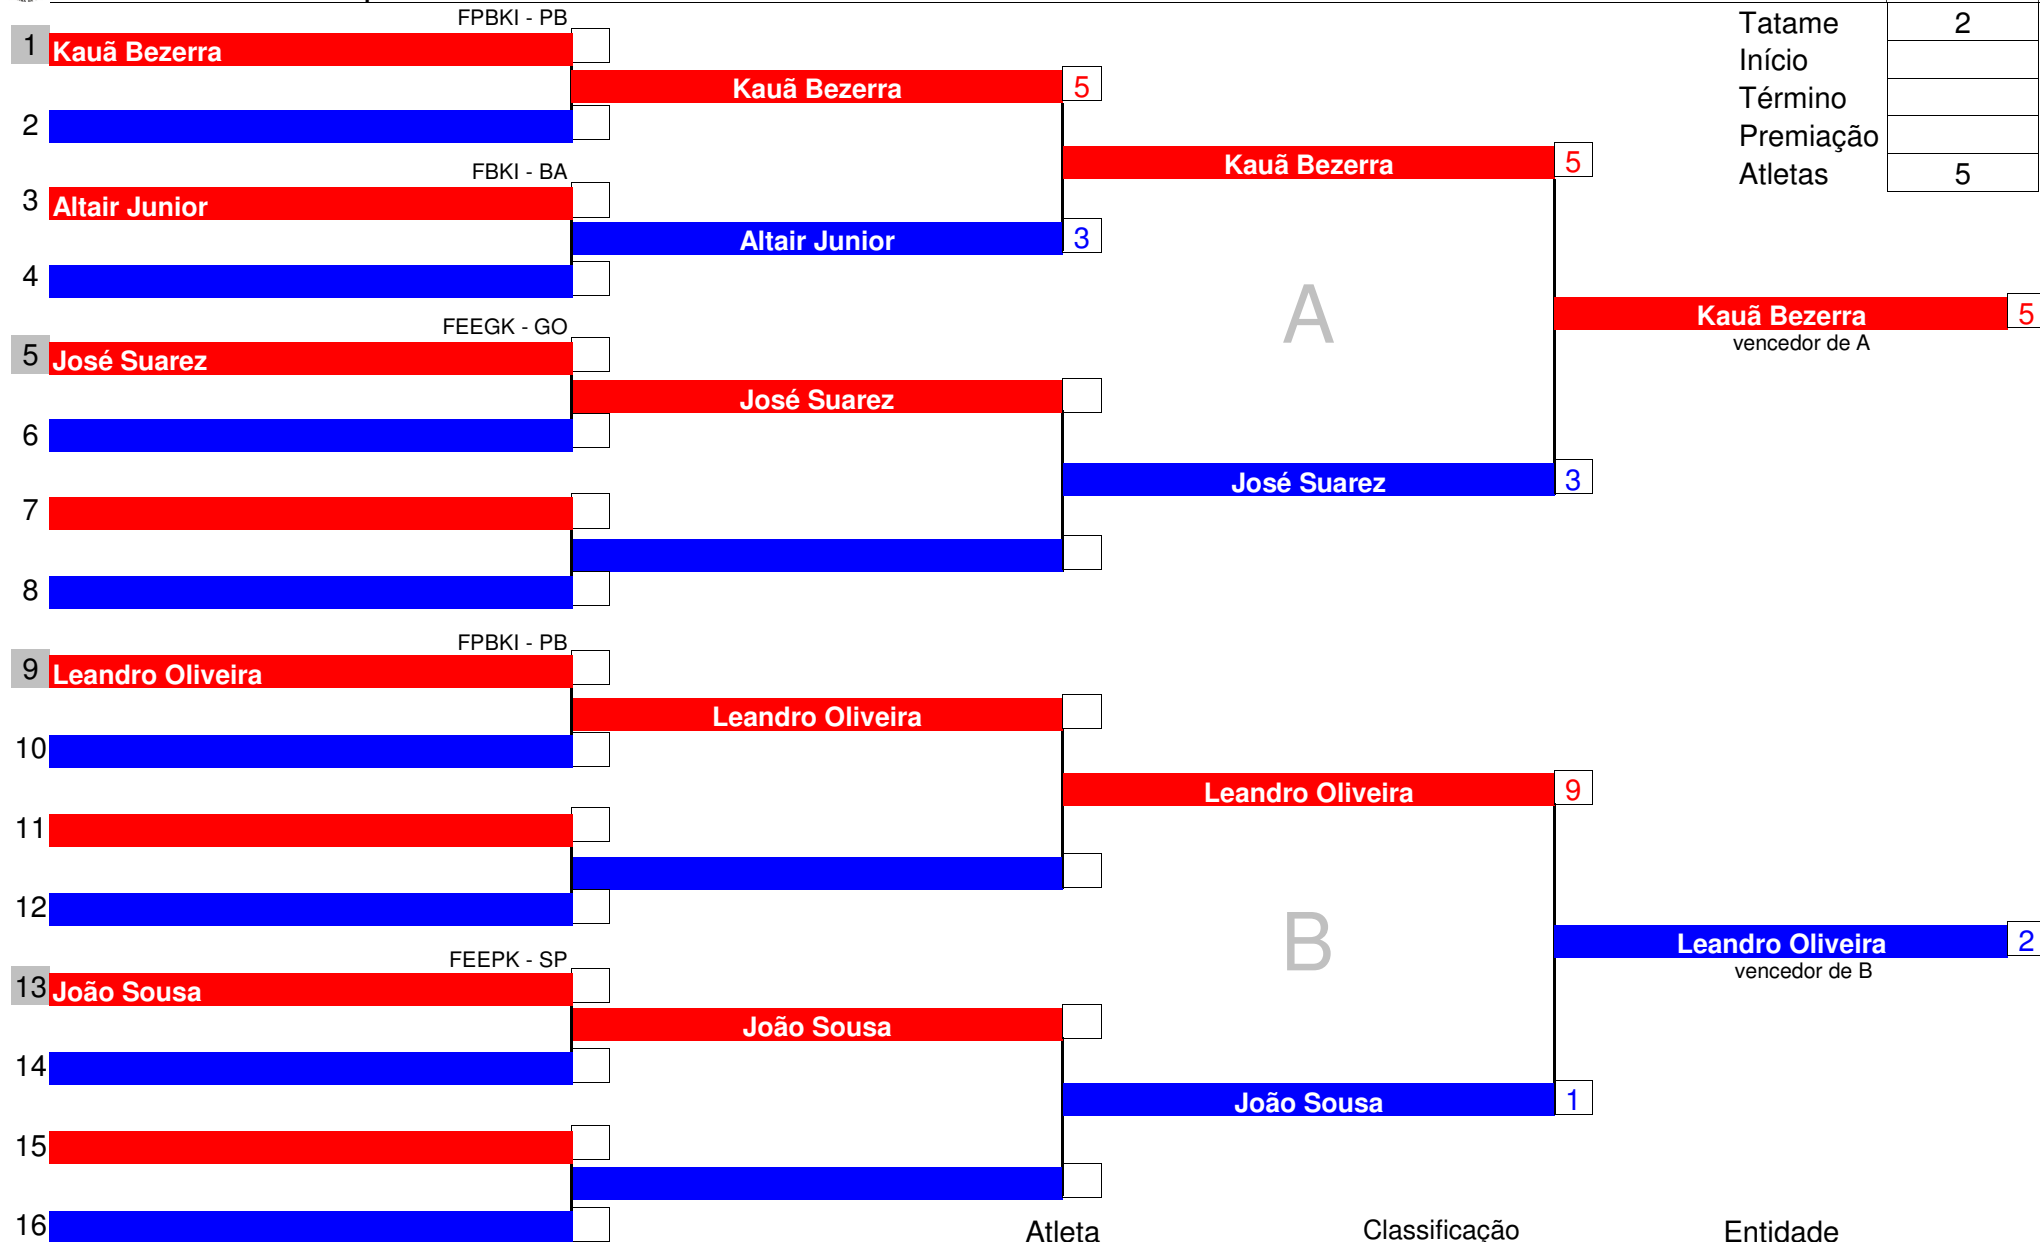 FPBKI - PB
Tatame 2
1 Kauã Bezerra
Início
Kauã Bezerra 5
Término
2
Premiação
Kauã Bezerra 5
FBKI - BA
Atletas 5
3 Altair Junior
Altair Junior 3
4
A
Kauã Bezerra 5
FEEGK - GO
vencedor de A
5 José Suarez
José Suarez
6
José Suarez 3
7
8
FPBKI - PB
9 Leandro Oliveira
Leandro Oliveira
10
Leandro Oliveira 9
11
12
B
Leandro Oliveira 2
FEEPK - SP
vencedor de B
13 João Sousa
João Sousa
14
João Sousa 1
15
16
Atleta Classificação Entidade